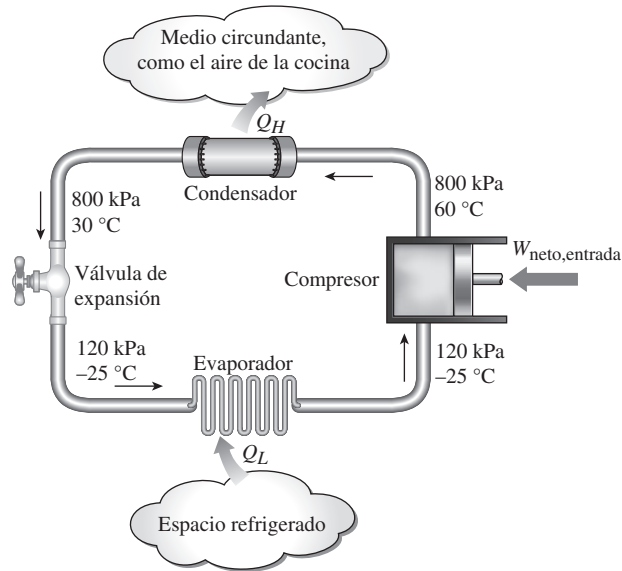 Medio circundante,
como el aire de la cocina
Q_H
Condensador
800 kPa
30 °C
800 kPa
60 °C
W_neto,entrada
Válvula de
expansión
Compresor
120 kPa
–25 °C
Evaporador
120 kPa
–25 °C
Q_L
Espacio refrigerado